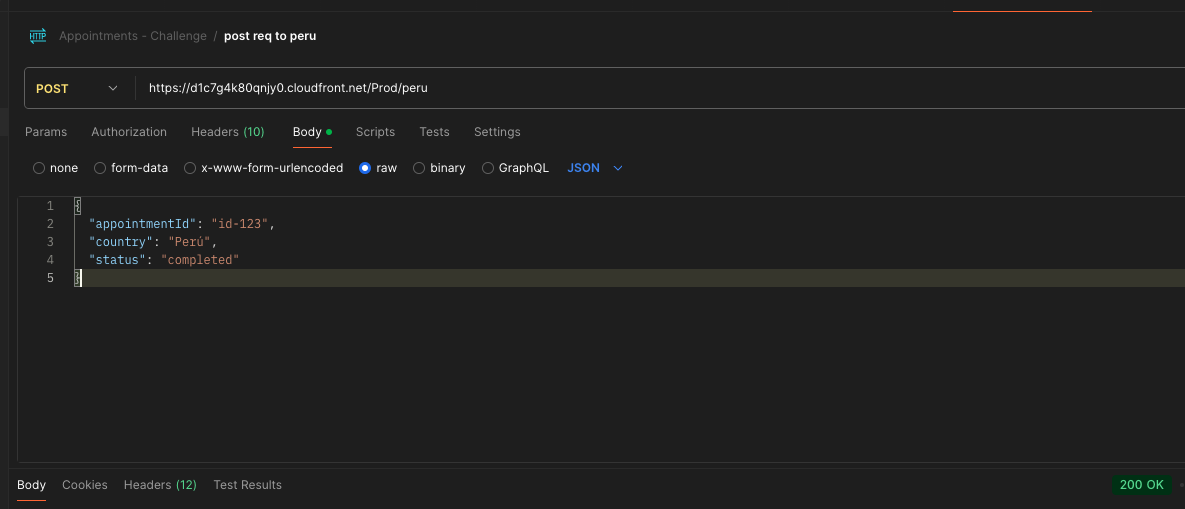 HTTP Appointments - Challenge / post req to peru
POST https://d1c7g4k80qnjy0.cloudfront.net/Prod/peru
Params Authorization Headers (10) Body Scripts Tests Settings
none form-data x-www-form-urlencoded raw binary GraphQL JSON
1 {
2 "appointmentId": "id-123",
3 "country": "Perú",
4 "status": "completed"
5 }
Body Cookies Headers (12) Test Results 200 OK